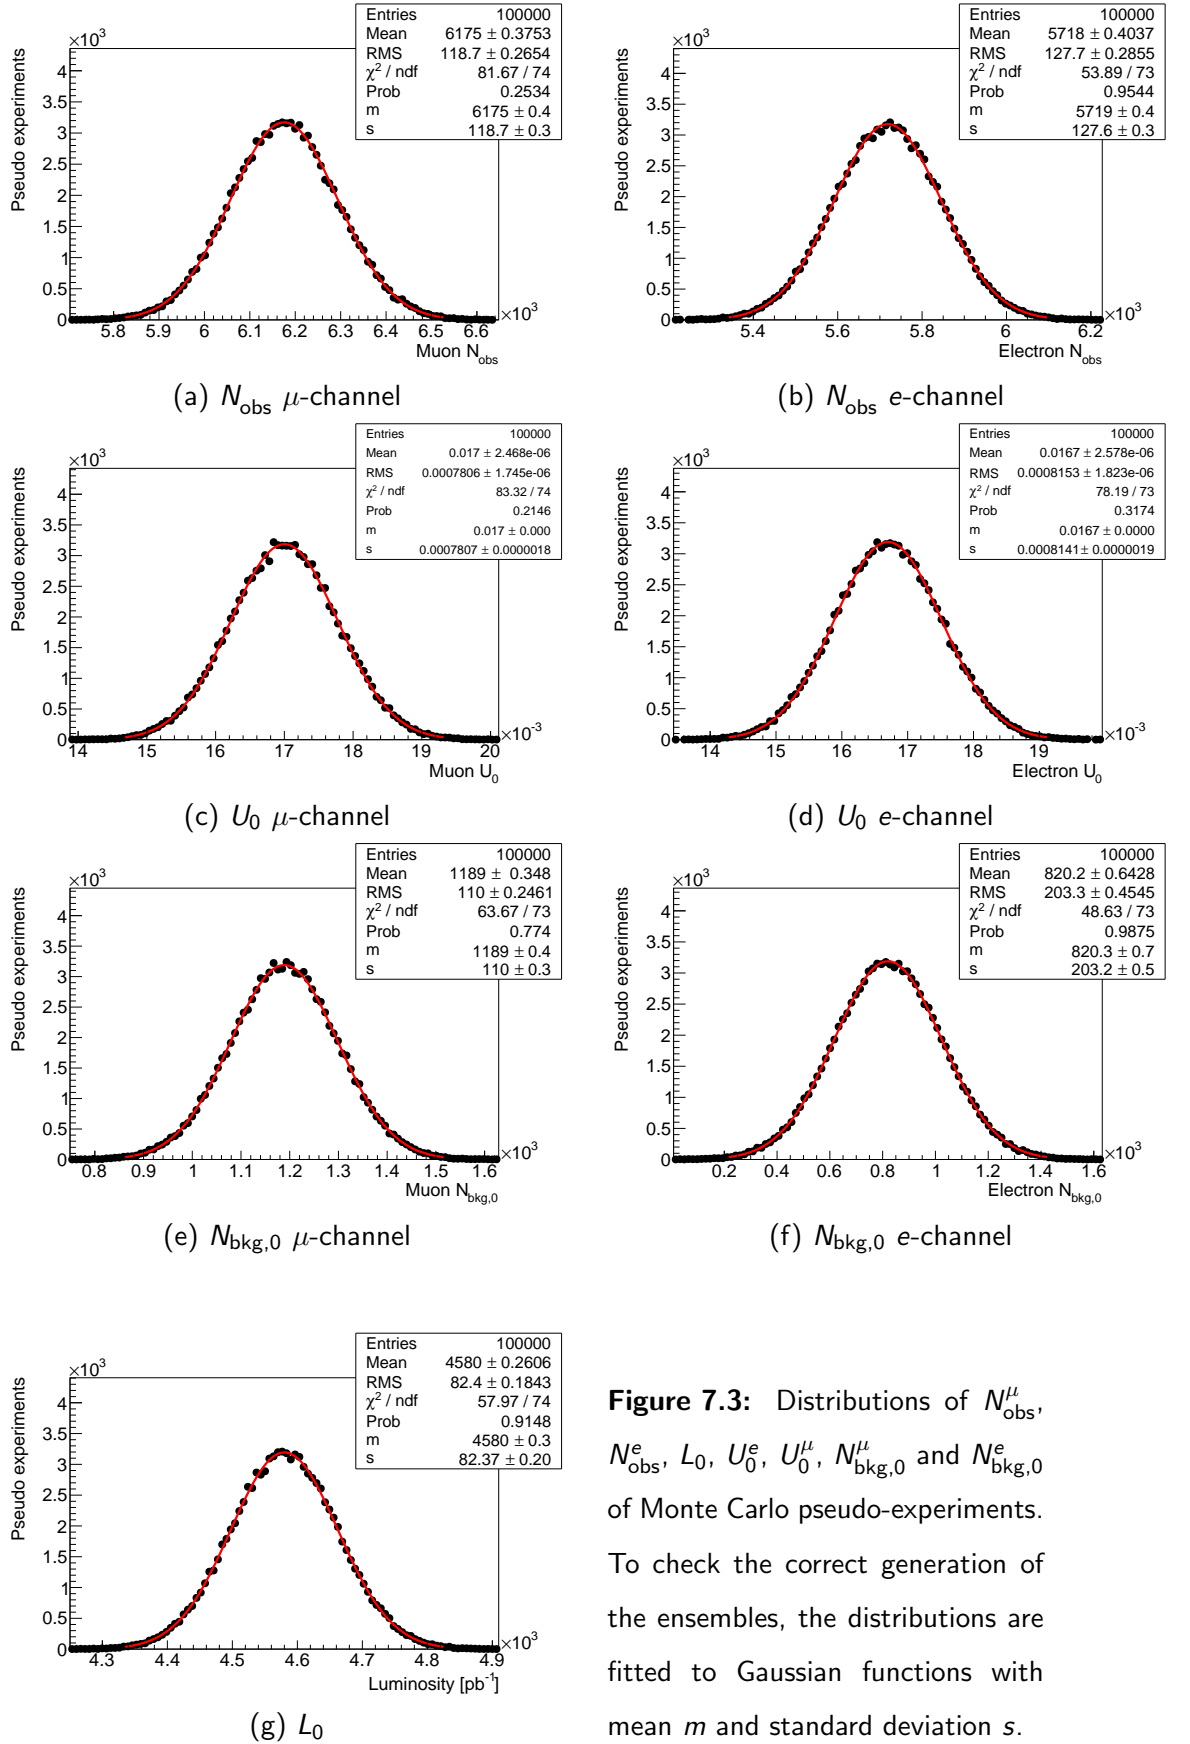 Entries 100000
Mean 6175 ± 0.3753
RMS 118.7 ± 0.2654
χ² / ndf 81.67 / 74
Prob 0.2534
m 6175 ± 0.4
s 118.7 ± 0.3
×10³
Pseudo experiments
4
3.5
3
2.5
2
1.5
1
0.5
0
5.8 5.9 6 6.1 6.2 6.3 6.4 6.5 6.6
×10³
Muon N_obs
(a) N_obs μ-channel
Entries 100000
Mean 5718 ± 0.4037
RMS 127.7 ± 0.2855
χ² / ndf 53.89 / 73
Prob 0.9544
m 5719 ± 0.4
s 127.6 ± 0.3
×10³
Pseudo experiments
4
3.5
3
2.5
2
1.5
1
0.5
0
5.4 5.6 5.8 6 6.2
×10³
Electron N_obs
(b) N_obs e-channel
Entries 100000
Mean 0.017 ± 2.468e-06
RMS 0.0007806 ± 1.745e-06
χ² / ndf 83.32 / 74
Prob 0.2146
m 0.017 ± 0.000
s 0.0007807 ± 0.0000018
×10³
Pseudo experiments
4
3.5
3
2.5
2
1.5
1
0.5
0
14 15 16 17 18 19 20
×10⁻³
Muon U₀
(c) U₀ μ-channel
Entries 100000
Mean 0.0167 ± 2.578e-06
RMS 0.0008153 ± 1.823e-06
χ² / ndf 78.19 / 73
Prob 0.3174
m 0.0167 ± 0.0000
s 0.0008141 ± 0.0000019
×10³
Pseudo experiments
4
3.5
3
2.5
2
1.5
1
0.5
0
14 15 16 17 18 19
×10⁻³
Electron U₀
(d) U₀ e-channel
Entries 100000
Mean 1189 ± 0.348
RMS 110 ± 0.2461
χ² / ndf 63.67 / 73
Prob 0.774
m 1189 ± 0.4
s 110 ± 0.3
×10³
Pseudo experiments
4
3.5
3
2.5
2
1.5
1
0.5
0
0.8 0.9 1 1.1 1.2 1.3 1.4 1.5 1.6
×10³
Muon N_bkg,0
(e) N_bkg,0 μ-channel
Entries 100000
Mean 820.2 ± 0.6428
RMS 203.3 ± 0.4545
χ² / ndf 48.63 / 73
Prob 0.9875
m 820.3 ± 0.7
s 203.2 ± 0.5
×10³
Pseudo experiments
4
3.5
3
2.5
2
1.5
1
0.5
0
0.2 0.4 0.6 0.8 1 1.2 1.4 1.6
×10³
Electron N_bkg,0
(f) N_bkg,0 e-channel
Entries 100000
Mean 4580 ± 0.2606
RMS 82.4 ± 0.1843
χ² / ndf 57.97 / 74
Prob 0.9148
m 4580 ± 0.3
s 82.37 ± 0.20
×10³
Pseudo experiments
4
3.5
3
2.5
2
1.5
1
0.5
0
4.3 4.4 4.5 4.6 4.7 4.8 4.9
×10³
Luminosity [pb⁻¹]
(g) L₀
Figure 7.3: Distributions of N^μ_obs,
N^e_obs, L₀, U^e_0, U^μ_0, N^μ_bkg,0 and N^e_bkg,0
of Monte Carlo pseudo-experiments.
To check the correct generation of
the ensembles, the distributions are
fitted to Gaussian functions with
mean m and standard deviation s.